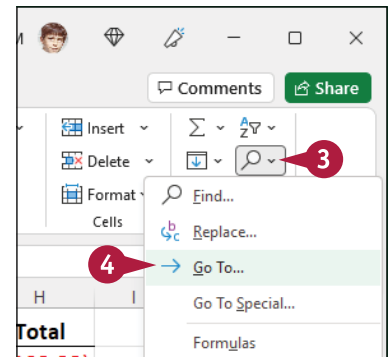 M
Comments Share
Insert
Delete 3
Format
Cells
Find...
Replace...
4 Go To...
Go To Special...
Formulas
H I
Total